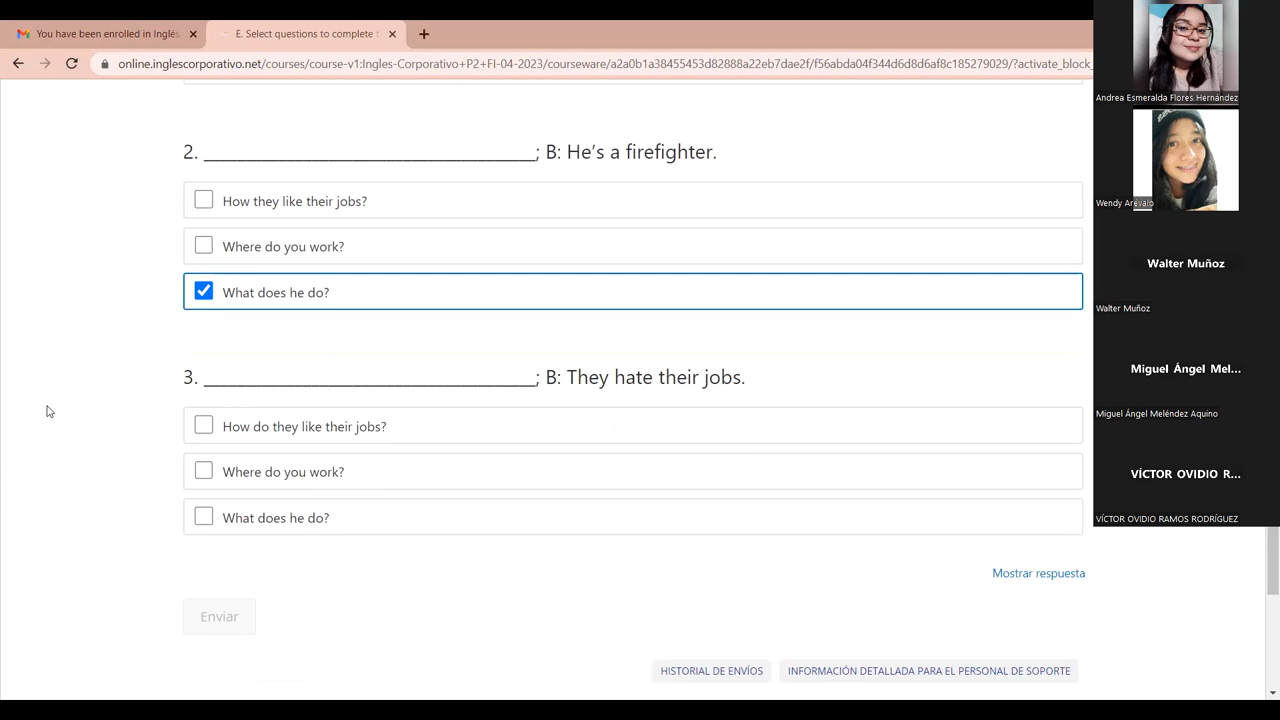 You have been enrolled in Inglés
E. Select questions to complete t
online.inglescorporativo.net/courses/course-v1:Ingles-Corporativo+P2+FI-04-2023/courseware/a2a0b1a38455453d82888a22eb7dae2f/f56abda04f344d6d8d6af8c185279029/?activate_block_
2. ________________________________; B: He’s a firefighter.
How they like their jobs?
Where do you work?
What does he do?
3. ________________________________; B: They hate their jobs.
How do they like their jobs?
Where do you work?
What does he do?
Mostrar respuesta
Enviar
HISTORIAL DE ENVÍOS
INFORMACIÓN DETALLADA PARA EL PERSONAL DE SOPORTE
Andrea Esmeralda Flores Hernández
Wendy Arévalo
Walter Muñoz
Walter Muñoz
Miguel Ángel Mel...
Miguel Ángel Meléndez Aquino
VÍCTOR OVIDIO R...
VÍCTOR OVIDIO RAMOS RODRÍGUEZ